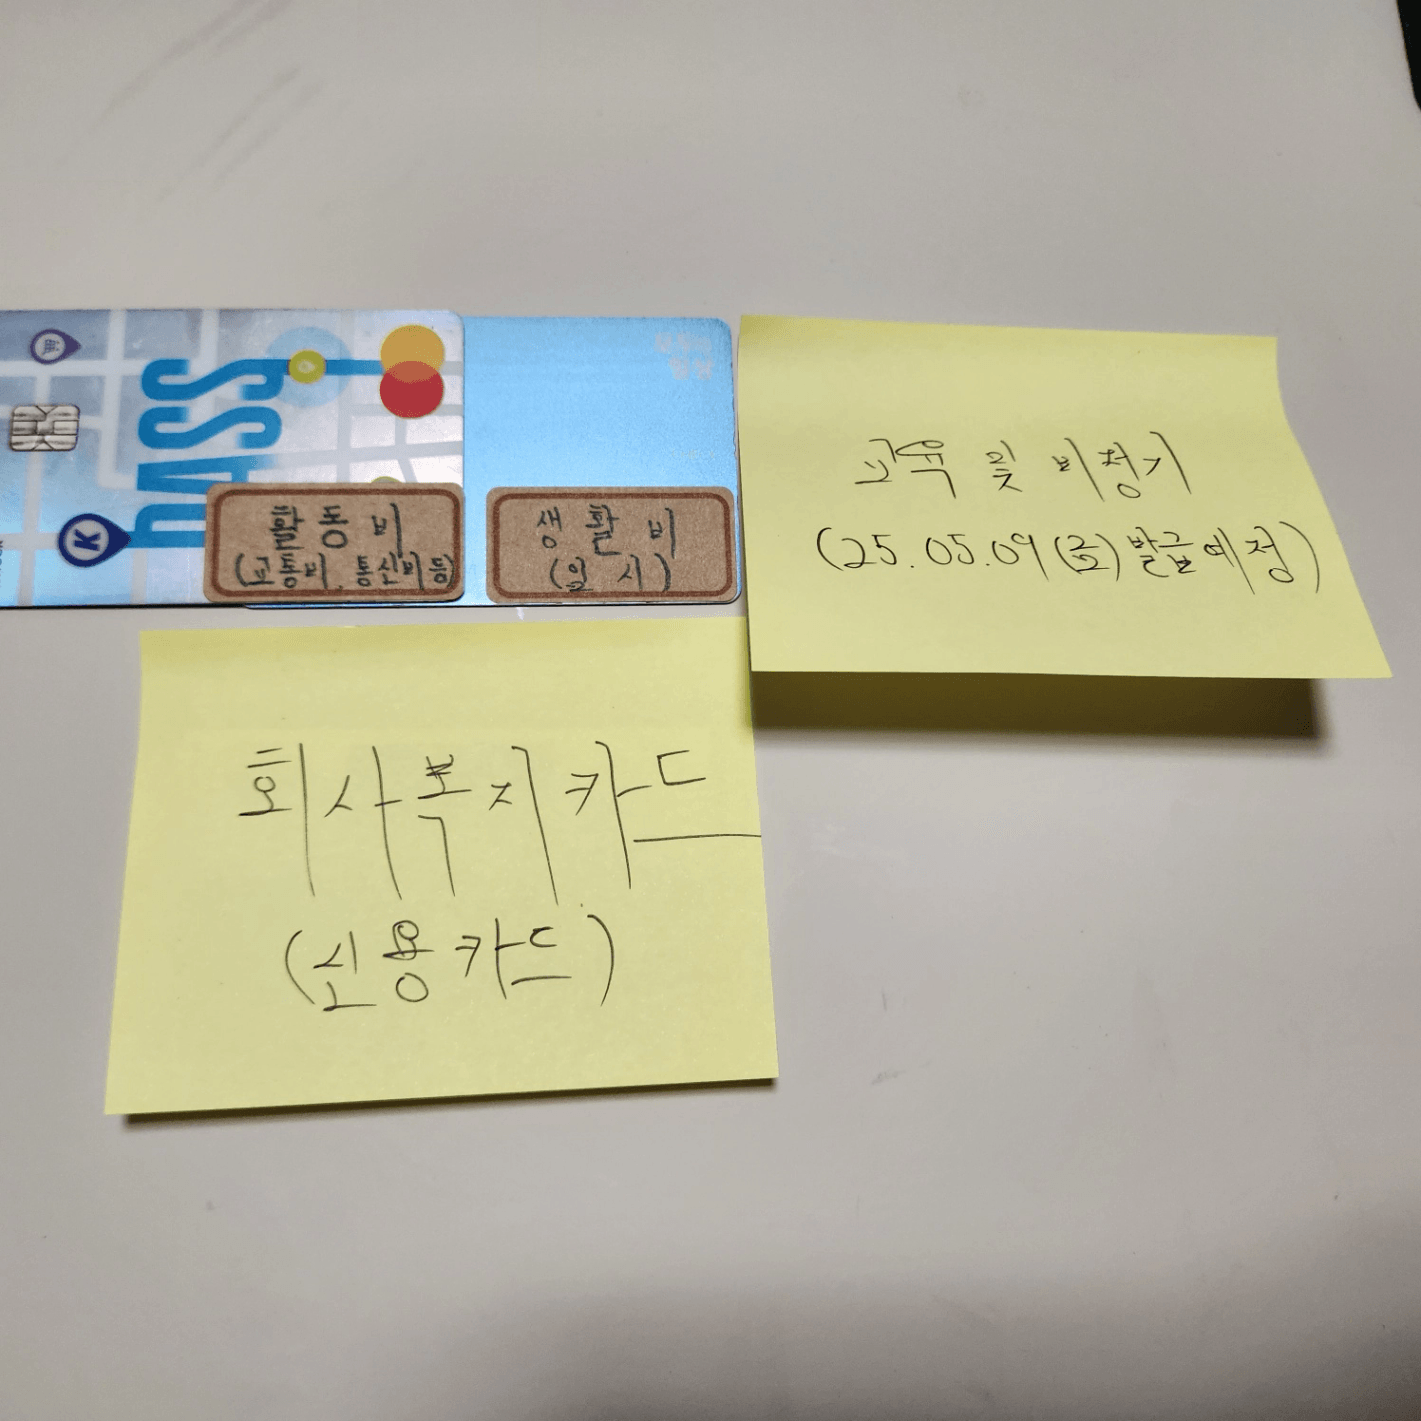 PASS
K
활동비
(교통비, 통신비 등)
생활비
(일시)
교육 및 비정기
(25.05.09(금)발급예정)
회사복지카드
(신용카드)